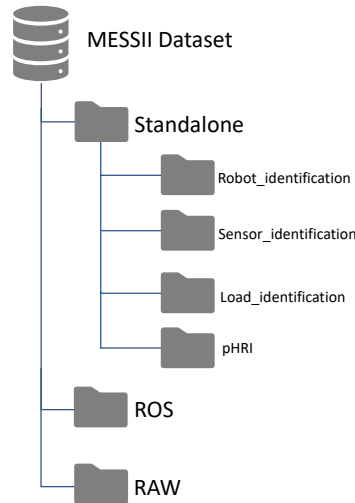 MESSII Dataset
Standalone
Robot_identification
Sensor_identification
Load_identification
pHRI
ROS
RAW